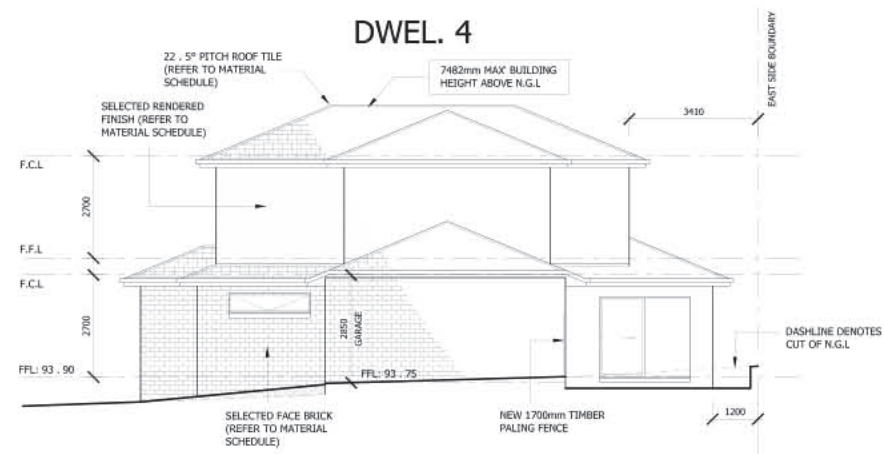 DWEL. 4
22 . 5° PITCH ROOF TILE
(REFER TO MATERIAL
SCHEDULE)
7482mm MAX' BUILDING
HEIGHT ABOVE N.G.L
EAST SIDE BOUNDARY
SELECTED RENDERED
FINISH (REFER TO
MATERIAL SCHEDULE)
3410
F.C.L
2700
F.F.L
F.C.L
2700
2850
GARAGE
DASHLINE DENOTES
CUT OF N.G.L
FFL: 93 . 90
FFL: 93 . 75
SELECTED FACE BRICK
(REFER TO MATERIAL
SCHEDULE)
NEW 1700mm TIMBER
PALING FENCE
1200